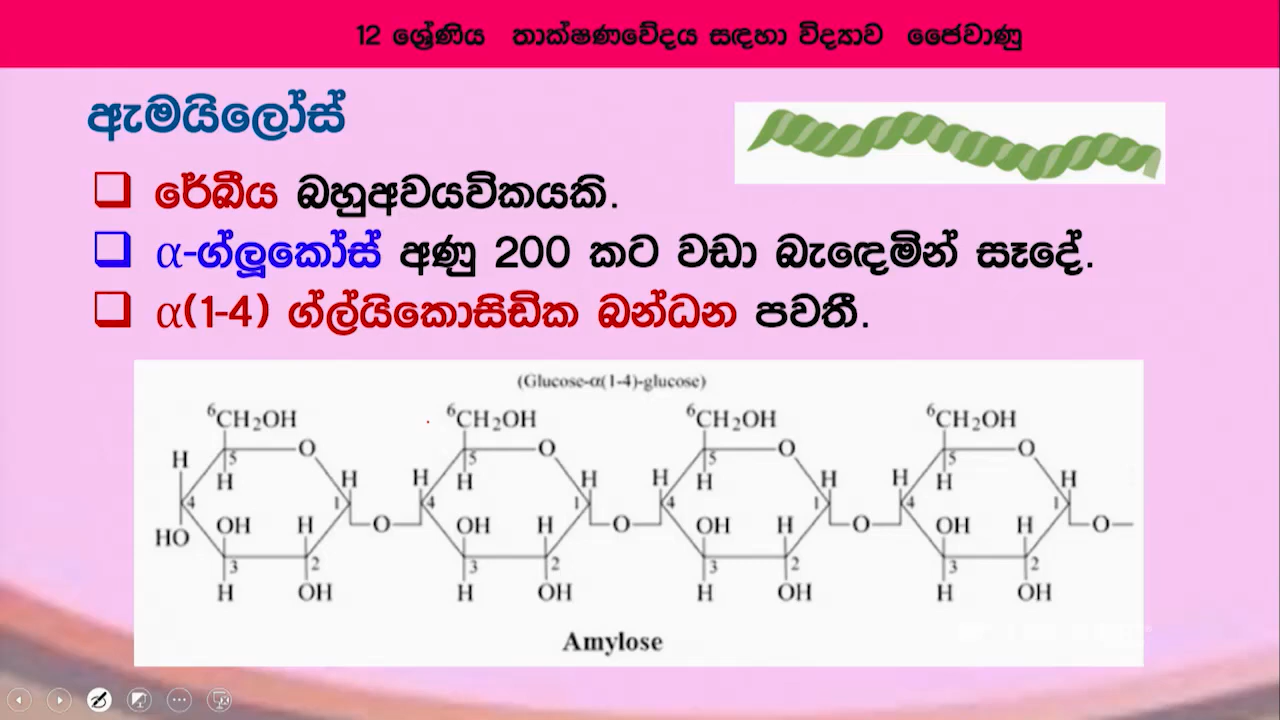 12 ශ්‍රේණිය තාක්ෂණවේදය සඳහා විද්‍යාව ජෛවාණු
ඇමයිලෝස්
❑ රේඛීය බහුඅවයවිකයකි.
❑ α-ග්ලූකෝස් අණු 200 කට වඩා බැඳෙමින් සෑදේ.
❑ α(1-4) ග්ල්යිකොසිඩික බන්ධන පවතී.
(Glucose-α(1-4)-glucose)
6CH2OH 6CH2OH 6CH2OH 6CH2OH
H 5 O H 5 O H 5 O H 5 O
H H H H H H H H H H H
4 1 4 1 4 1 4 1
HO OH H O OH H O OH H O OH H O
3 2 3 2 3 2 3 2
H OH H OH H OH H OH
Amylose